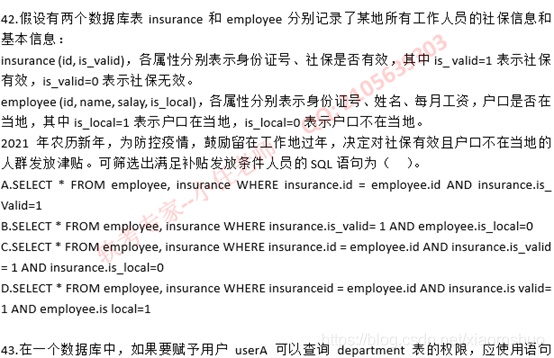 42.假设有两个数据库表 insurance 和 employee 分别记录了某地所有工作人员的社保信息和
基本信息：
insurance (id, is_valid)，各属性分别表示身份证号、社保是否有效，其中 is_ valid=1 表示社保
有效，is_valid=0 表示社保无效。
employee (id, name, salay, is_local)，各属性分别表示身份证号、姓名、每月工资，户口是否在
当地，其中 is_local=1 表示户口在当地，is_local=0 表示户口不在当地。
2021 年农历新年，为防控疫情，鼓励留在工作地过年，决定对社保有效且户口不在当地的
人群发放津贴。可筛选出满足补贴发放条件人员的 SQL 语句为（ ）。
A.SELECT * FROM employee, insurance WHERE insurance.id = employee.id AND insurance.is_
Valid=1
B.SELECT * FROM employee, insurance WHERE insurance.is_valid= 1 AND employee.is_local=0
C.SELECT * FROM employee, insurance WHERE insurance.id = employee.id AND insurance.is_valid
= 1 AND insurance.is_local=0
D.SELECT * FROM employee, insurance WHERE insuranceid = employee.id AND insurance.is valid=
1 AND employee.is local=1
43.在一个数据库中，如果要赋予用户 userA 可以查询 department 表的权限，应使用语句
软考专家--小任老师